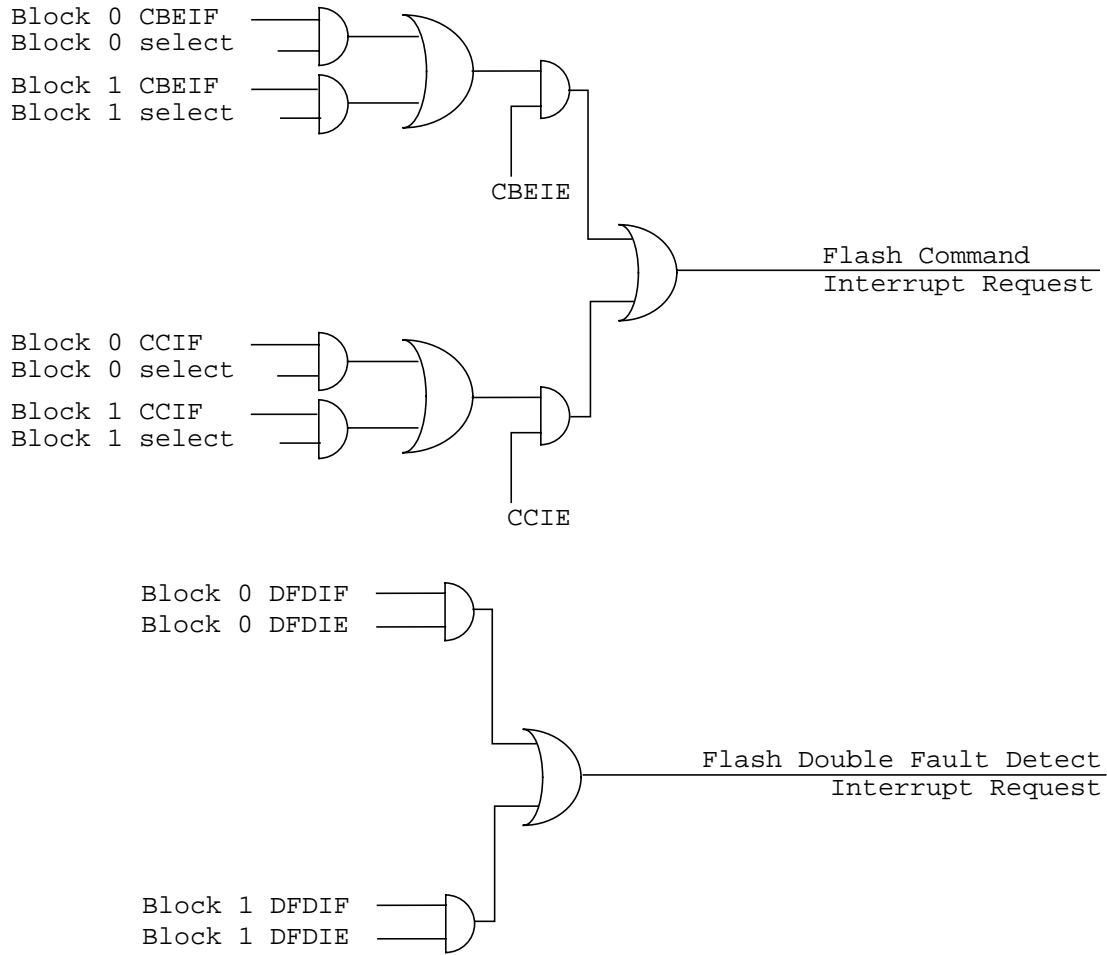 Block 0 CBEIF
Block 0 select
Block 1 CBEIF
Block 1 select
CBEIE
Flash Command
Interrupt Request
Block 0 CCIF
Block 0 select
Block 1 CCIF
Block 1 select
CCIE
Block 0 DFDIF
Block 0 DFDIE
Flash Double Fault Detect
Interrupt Request
Block 1 DFDIF
Block 1 DFDIE